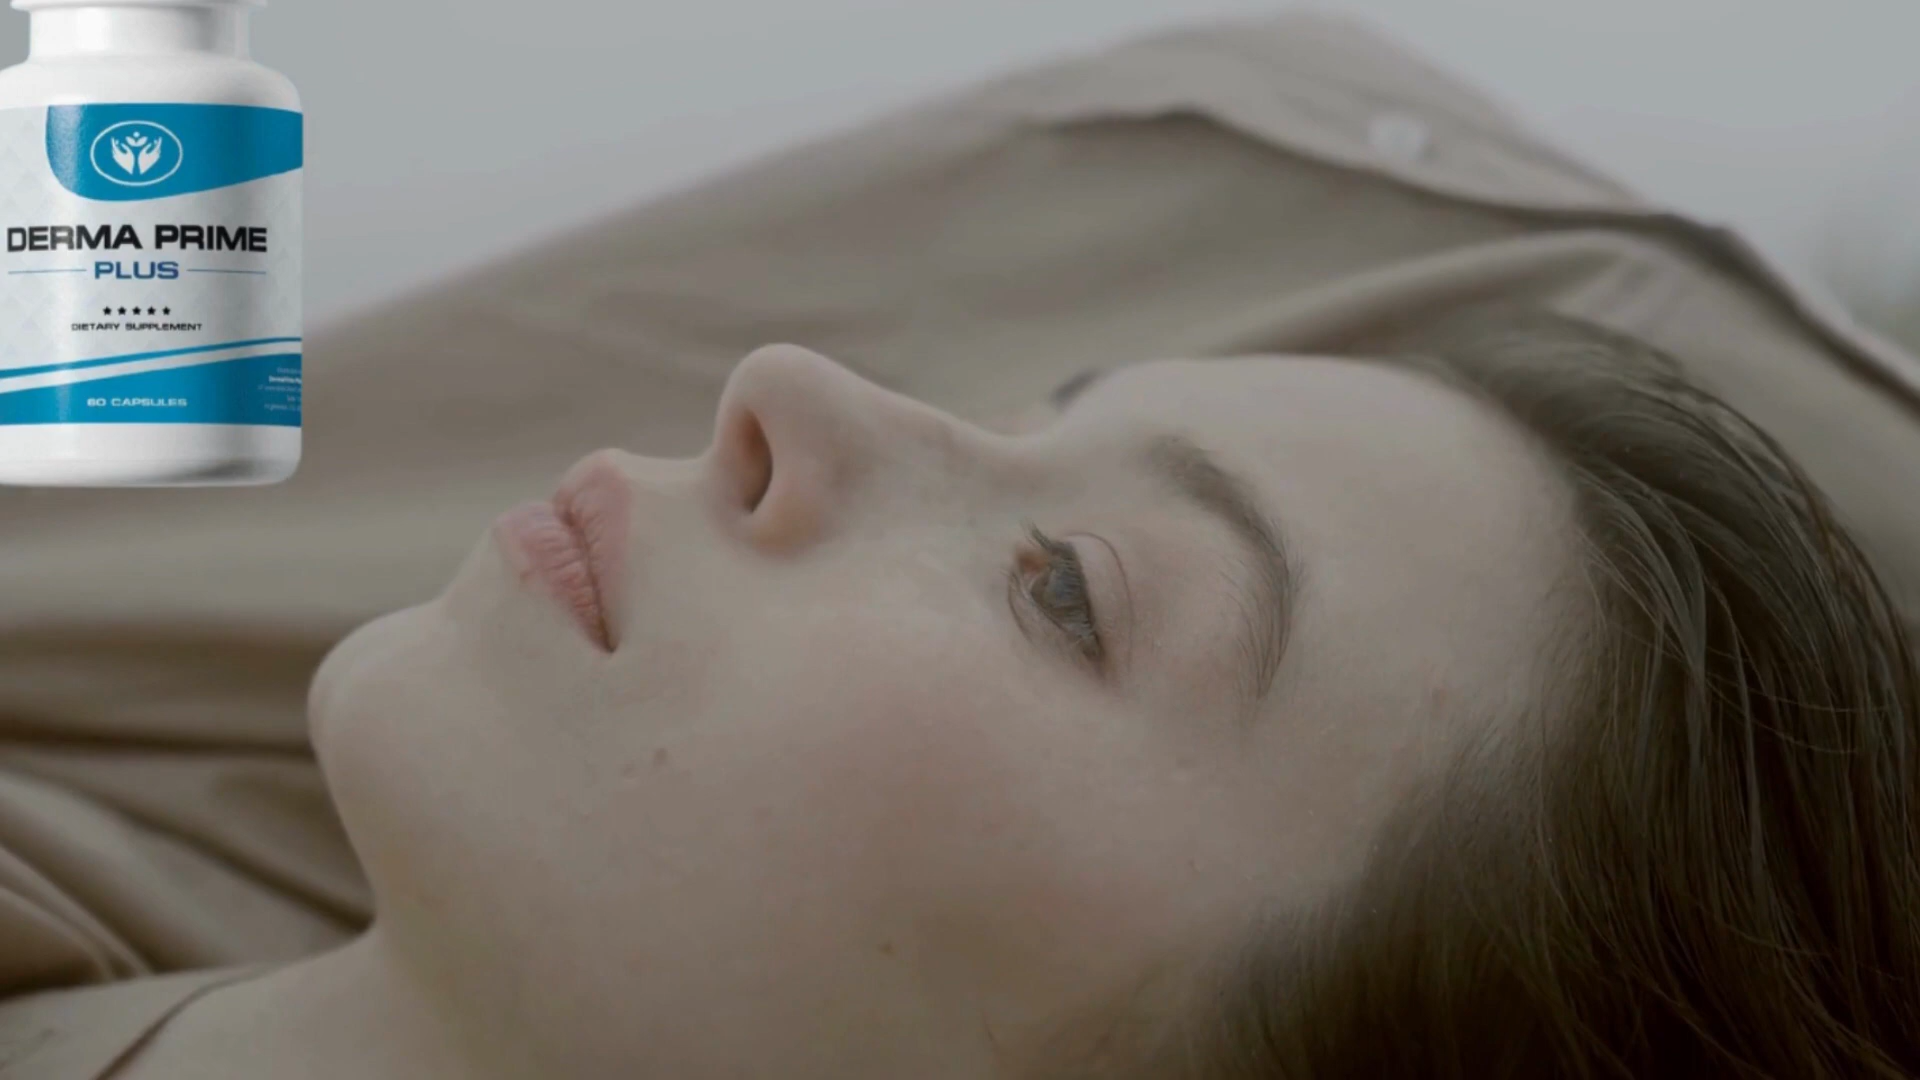 DERMA PRIME
PLUS
★★★★★
DIETARY SUPPLEMENT
60 CAPSULES